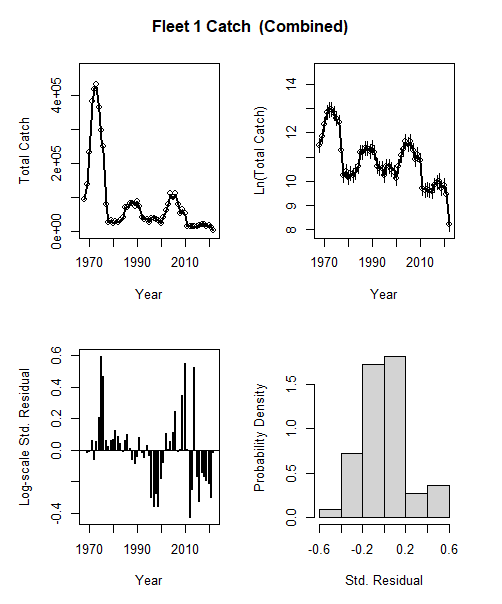 Fleet 1 Catch (Combined)
Total Catch
0e+00 2e+05 4e+05
1970 1990 2010
Year
Ln(Total Catch)
8 9 10 11 12 14
1970 1990 2010
Year
Log-scale Std. Residual
-0.4 0.0 0.2 0.4 0.6
1970 1990 2010
Year
Probability Density
0.0 0.5 1.0 1.5
-0.6 -0.2 0.2 0.6
Std. Residual